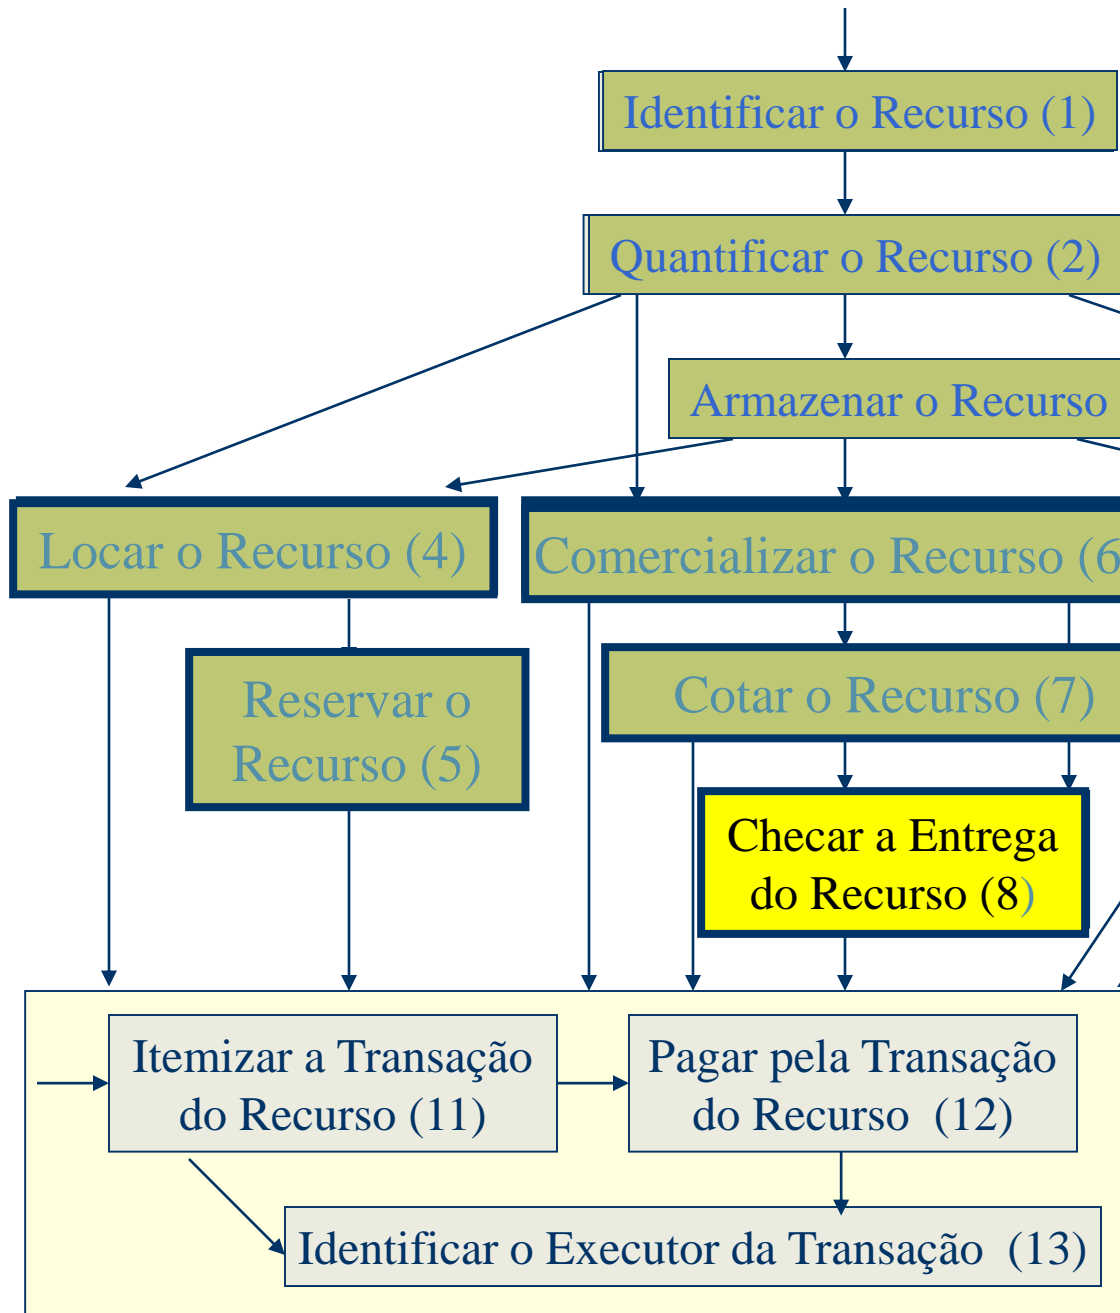 Identificar o Recurso (1)
Quantificar o Recurso (2)
Armazenar o Recurso
Locar o Recurso (4)
Comercializar o Recurso (6
Reservar o
Recurso (5)
Cotar o Recurso (7)
Checar a Entrega
do Recurso (8)
Itemizar a Transação
do Recurso (11)
Pagar pela Transação
do Recurso (12)
Identificar o Executor da Transação (13)